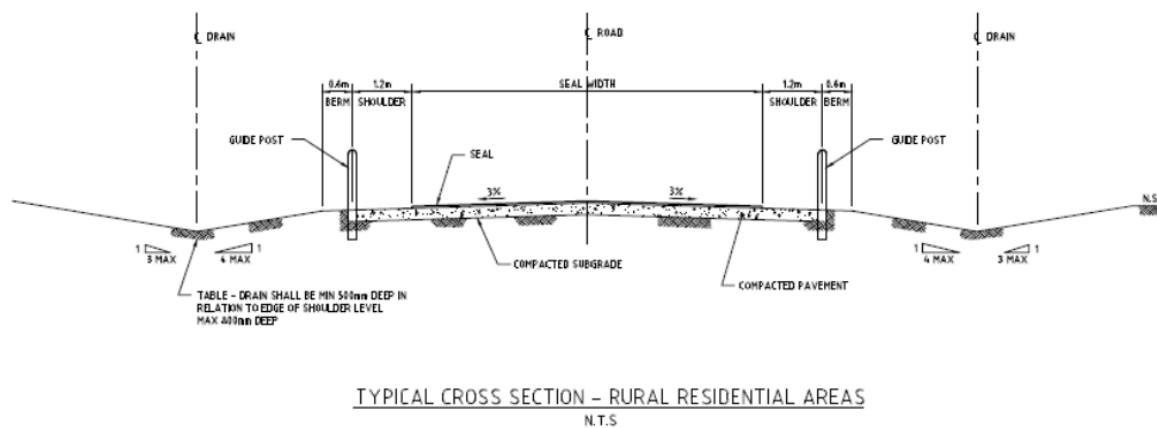 ℄ DRAIN
℄ ROAD
℄ DRAIN
0.6m 1.2m SEAL WIDTH 1.2m 0.6m
BERM SHOULDER SHOULDER BERM
GUIDE POST
GUIDE POST
SEAL
3%
3%
N.S
1
3 MAX
1
4 MAX
1
4 MAX
1
3 MAX
COMPACTED SUBGRADE
COMPACTED PAVEMENT
TABLE - DRAIN SHALL BE MIN 500mm DEEP IN
RELATION TO EDGE OF SHOULDER LEVEL
MAX 800mm DEEP
TYPICAL CROSS SECTION - RURAL RESIDENTIAL AREAS
N.T.S